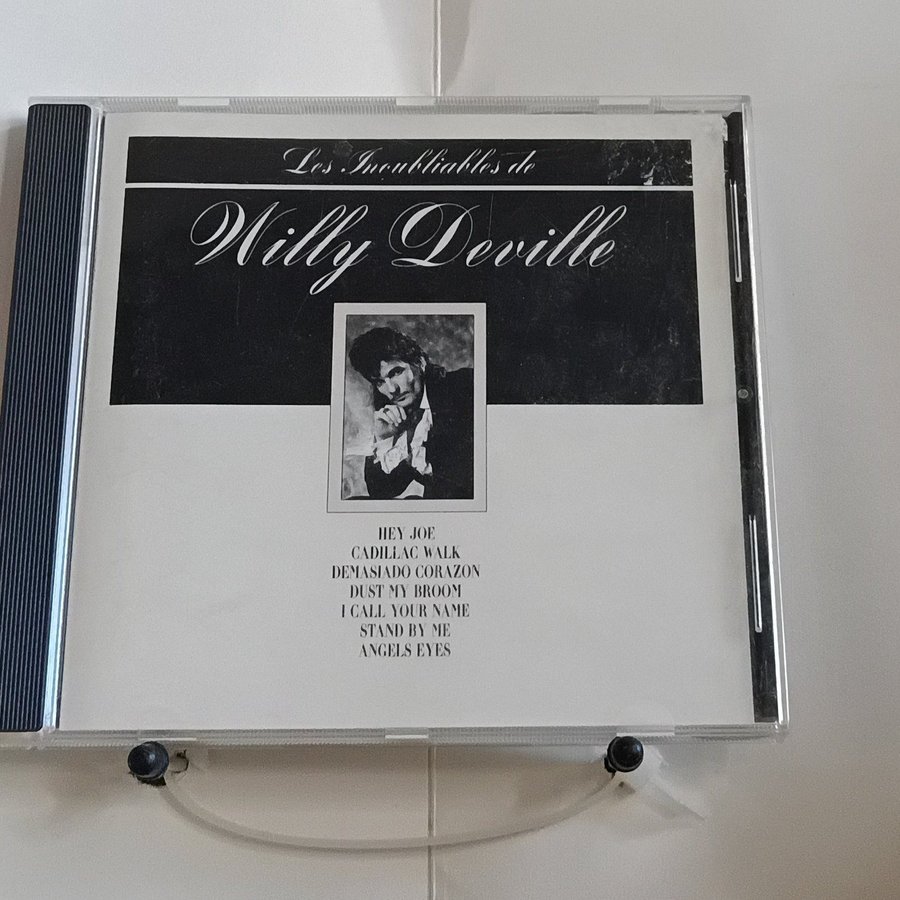 Les Inoubliables de
Willy Deville
HEY JOE
CADILLAC WALK
DEMASIADO CORAZON
DUST MY BROOM
I CALL YOUR NAME
STAND BY ME
ANGELS EYES